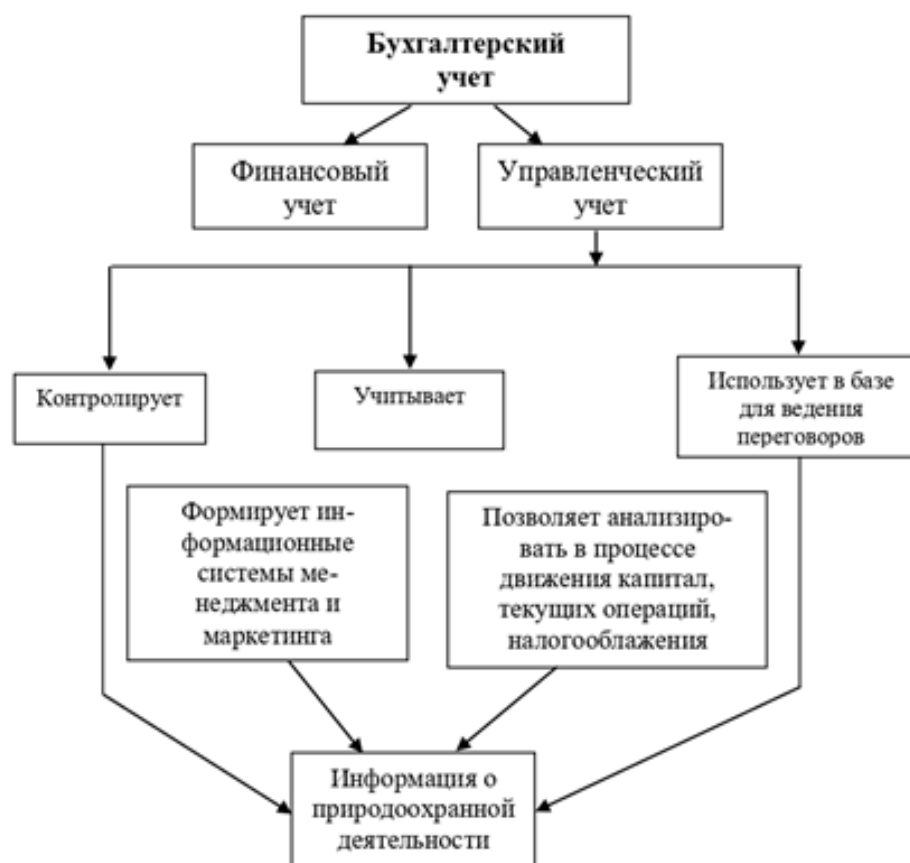 Бухгалтерский
учет
Финансовый
учет
Управленческий
учет
Контролирует
Учитывает
Использует в базе
для ведения
переговоров
Формирует ин-
формационные
системы ме-
неджмента и
маркетинга
Позволяет анализиро-
вать в процессе
движения капитал,
текущих операций,
налогооблажения
Информация о
природоохранной
деятельности